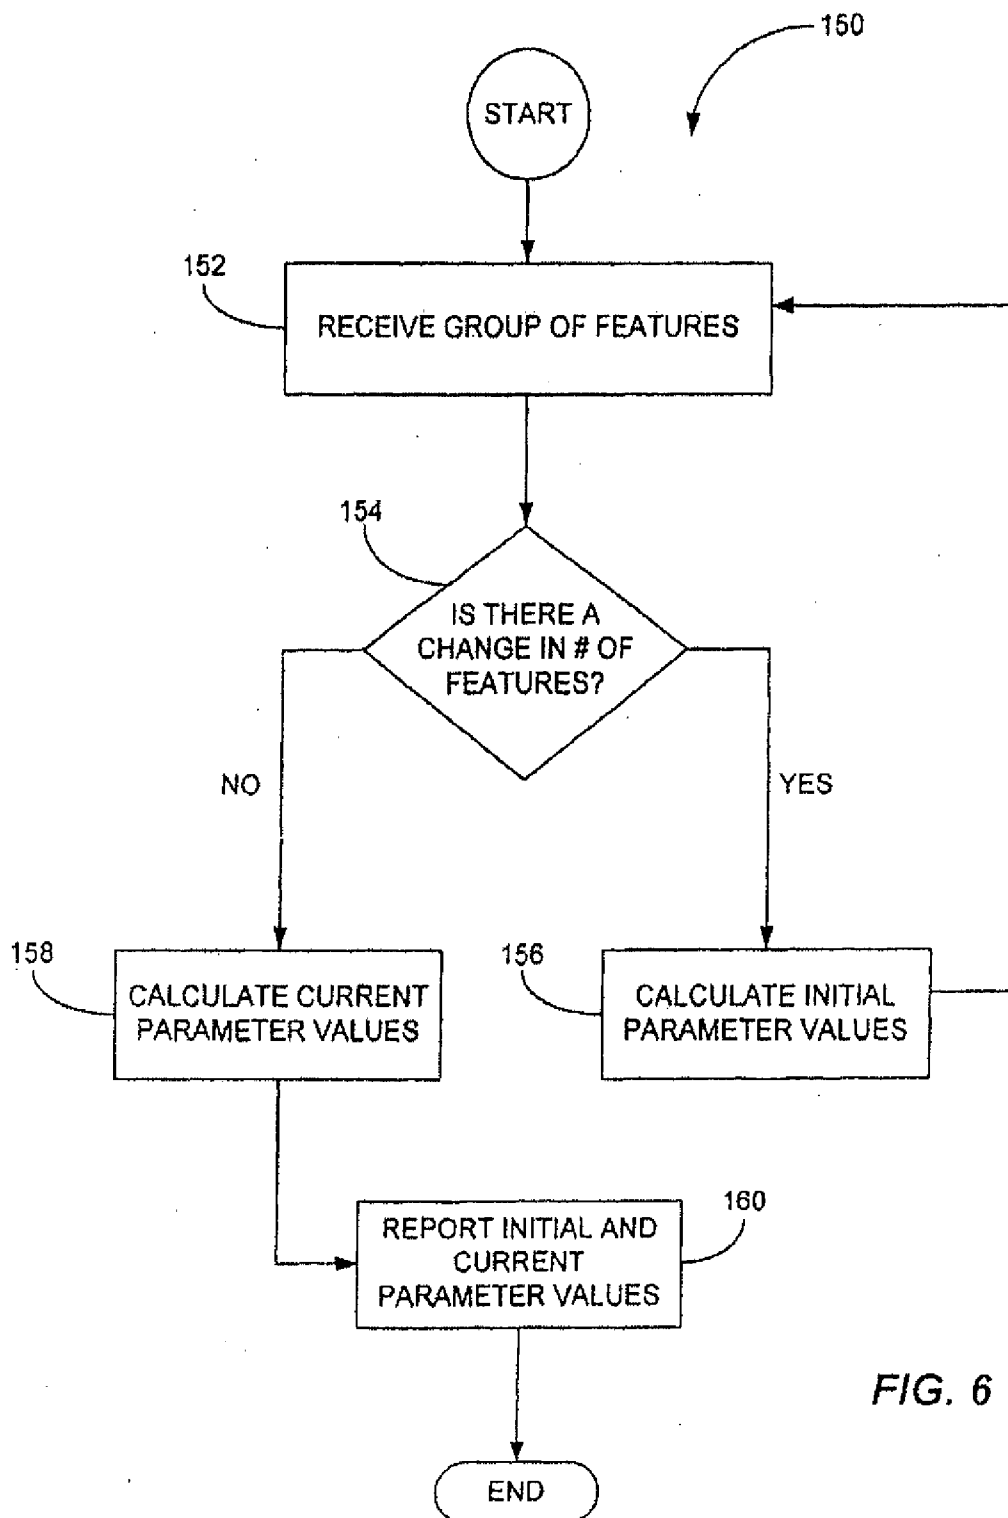 150
START
152
RECEIVE GROUP OF FEATURES
154
IS THERE A
CHANGE IN # OF
FEATURES?
NO
YES
158
CALCULATE CURRENT
PARAMETER VALUES
156
CALCULATE INITIAL
PARAMETER VALUES
160
REPORT INITIAL AND
CURRENT
PARAMETER VALUES
FIG. 6
END